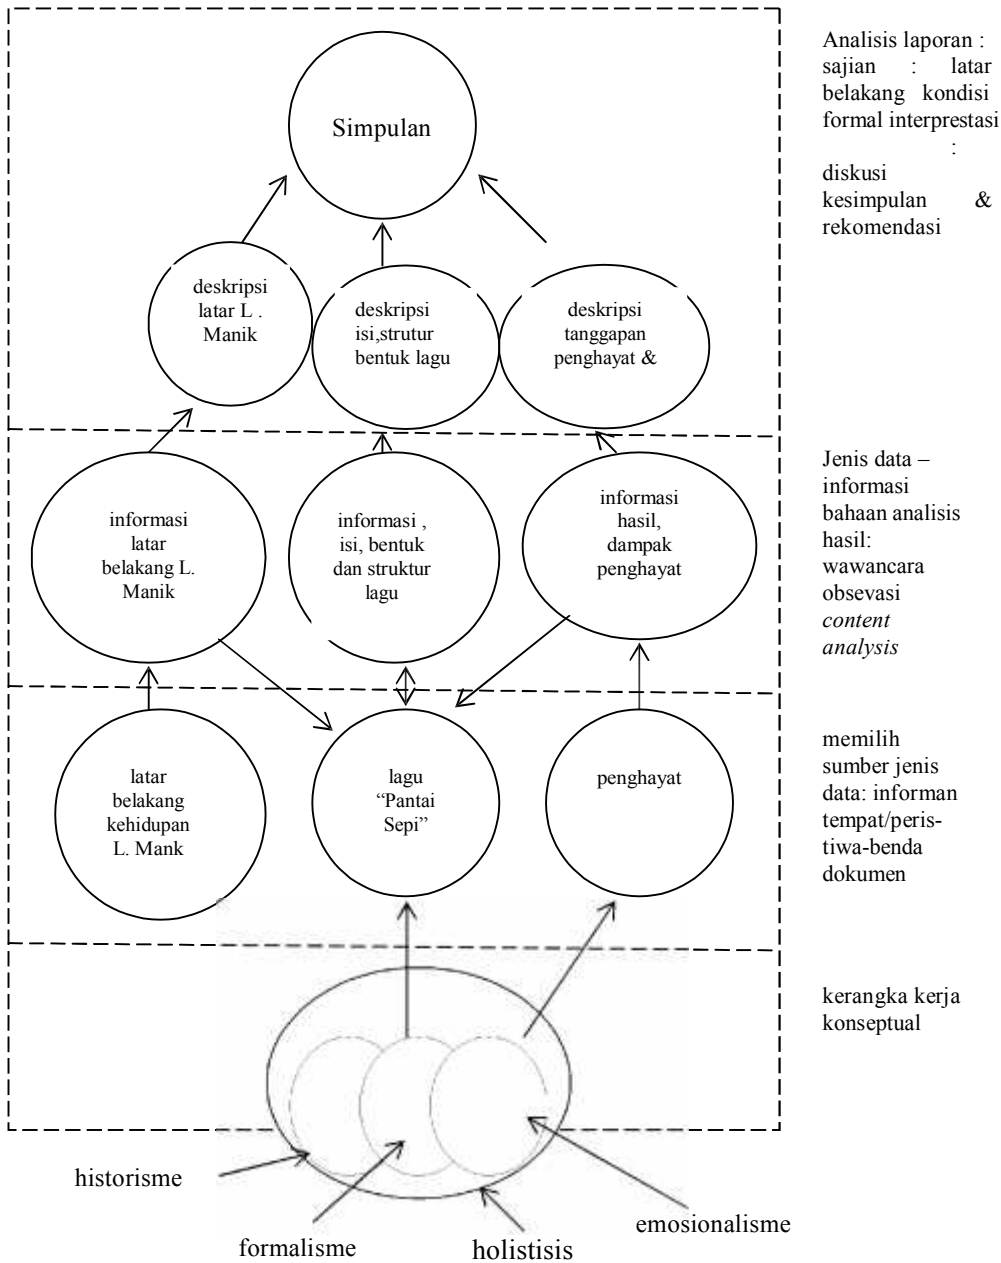 Analisis laporan :
sajian : latar
belakang kondisi
formal interprestasi
:
diskusi
kesimpulan &
rekomendasi
Simpulan
deskripsi
latar L .
Manik
deskripsi
isi,strutur
bentuk lagu
deskripsi
tanggapan
penghayat &
Jenis data –
informasi
bahaan analisis
hasil:
wawancara
obsevasi
content
analysis
informasi
latar
belakang L.
Manik
informasi ,
isi, bentuk
dan struktur
lagu
informasi
hasil,
dampak
penghayat
memilih
sumber jenis
data: informan
tempat/peris-
tiwa-benda
dokumen
latar
belakang
kehidupan
L. Mank
lagu
“Pantai
Sepi”
penghayat
kerangka kerja
konseptual
historisme
formalisme
holistisis
emosionalisme